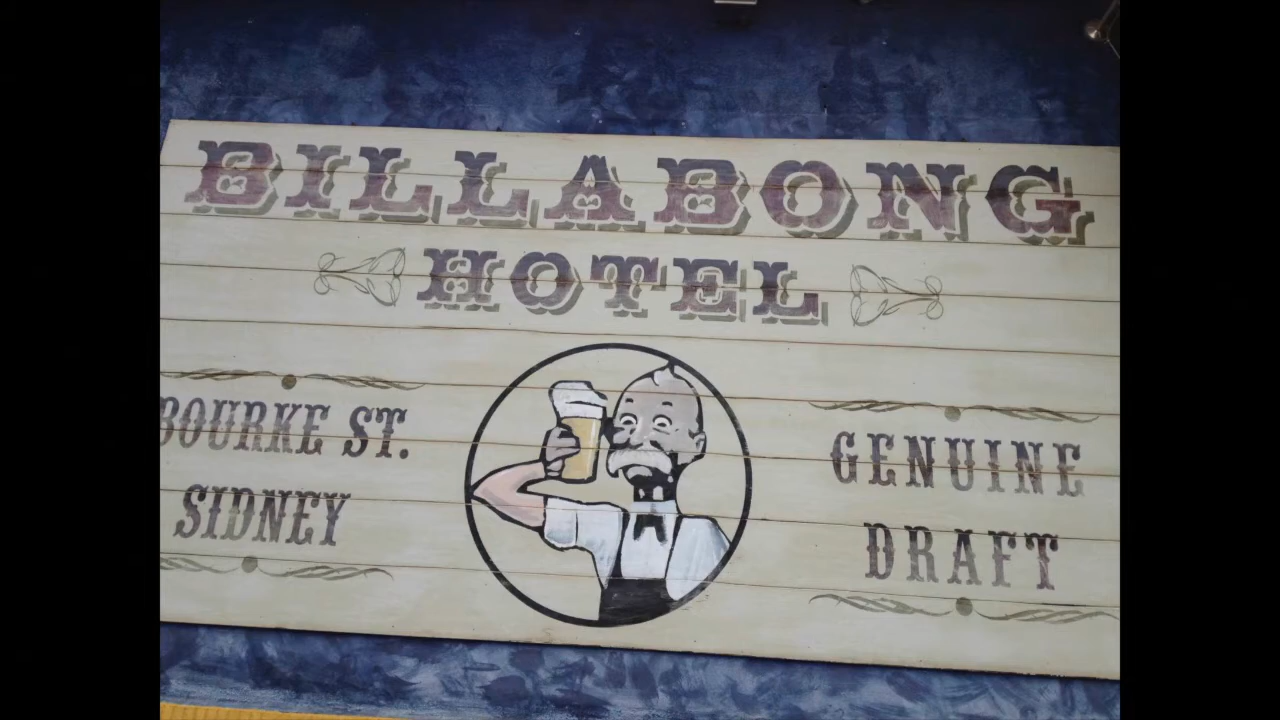 BILLABONG
HOTEL
BOURKE ST.
SIDNEY
GENUINE
DRAFT